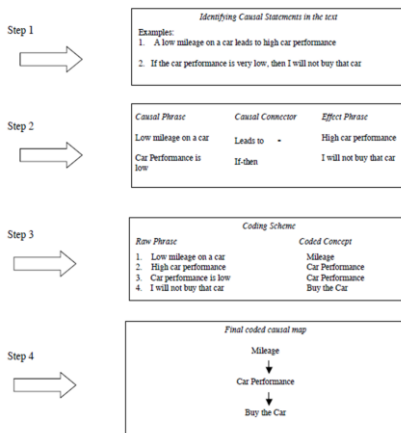 Step 1
Identifying Causal Statements in the text
Examples:
1. A low mileage on a car leads to high car performance
2. If the car performance is very low, then I will not buy that car
Step 2
Causal Phrase Causal Connector Effect Phrase
Low mileage on a car Leads to - High car performance
Car Performance is low If-then I will not buy that car
Step 3
Coding Scheme
Raw Phrase Coded Concept
1. Low mileage on a car Mileage
2. High car performance Car Performance
3. Car performance is low Car Performance
4. I will not buy that car Buy the Car
Step 4
Final coded causal map
Mileage
Car Performance
Buy the Car